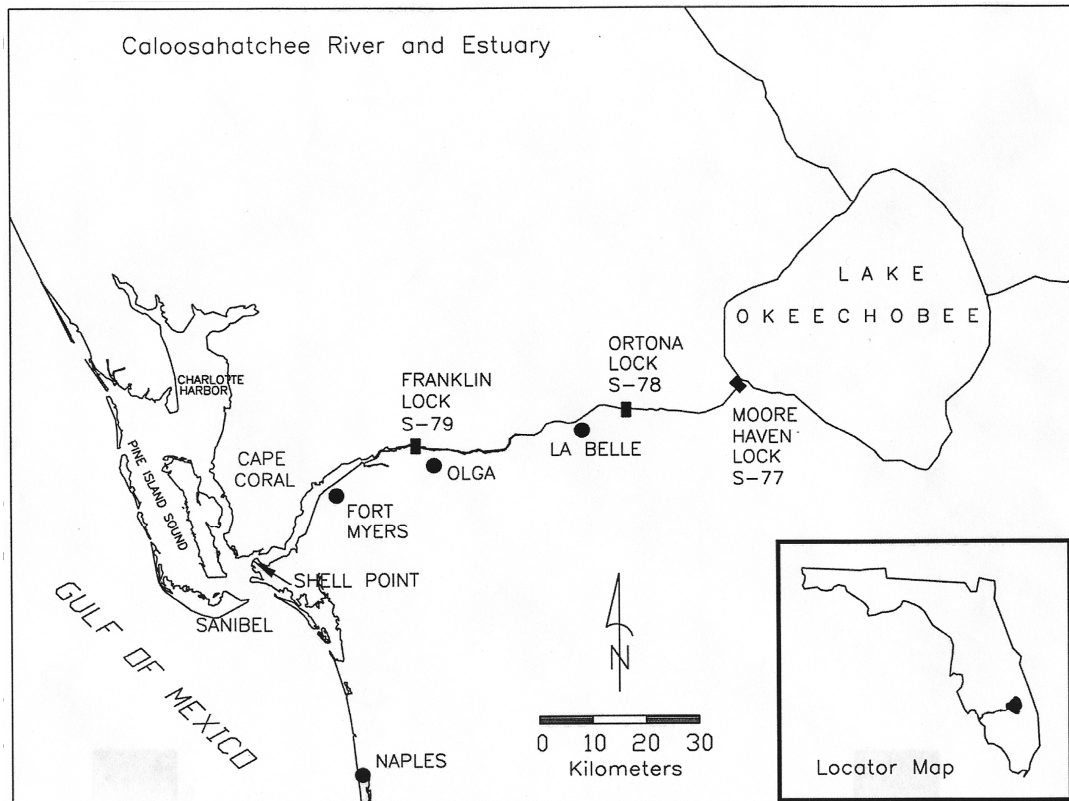 Caloosahatchee River and Estuary
LAKE
OKEECHOBEE
ORTONA
LOCK
S-78
FRANKLIN
LOCK
S-79
MOORE
HAVEN
LOCK
S-77
CHARLOTTE
HARBOR
PINE ISLAND SOUND
CAPE
CORAL
LA BELLE
OLGA
FORT
MYERS
SHELL POINT
SANIBEL
GULF OF MEXICO
N
0 10 20 30
Kilometers
NAPLES
Locator Map